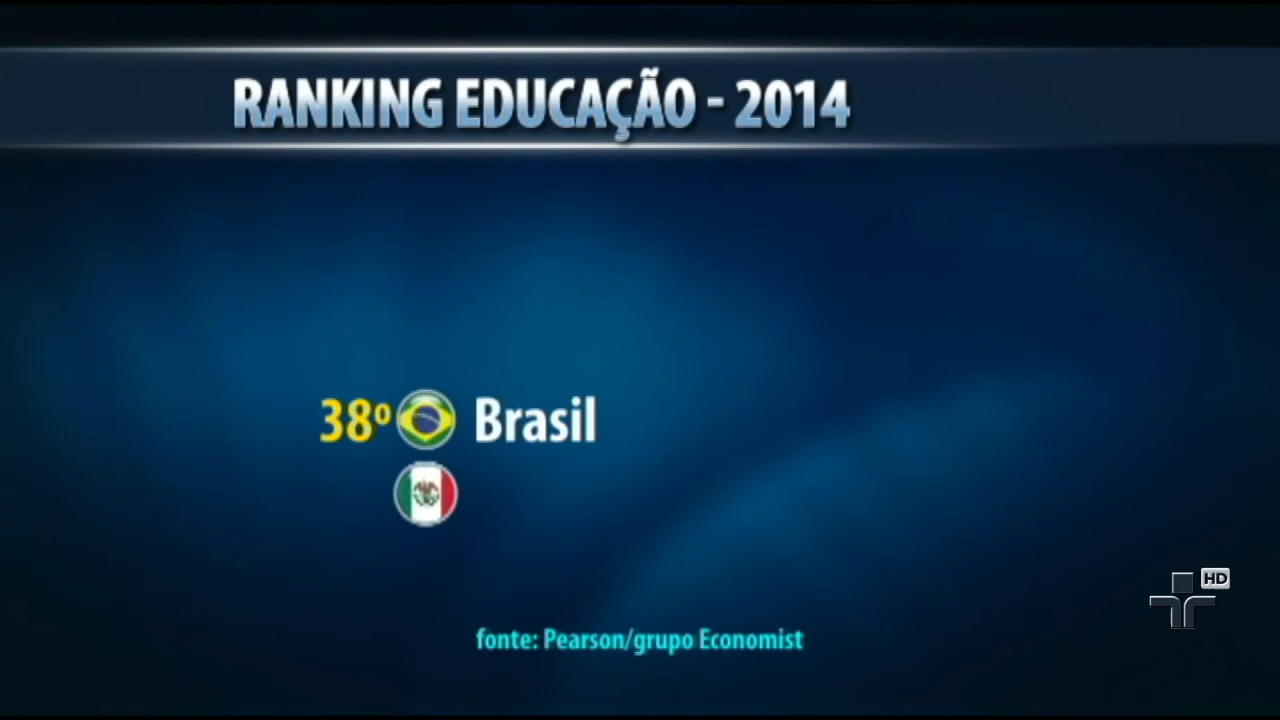 RANKING EDUCAÇÃO - 2014
38º Brasil
fonte: Pearson/grupo Economist
HD